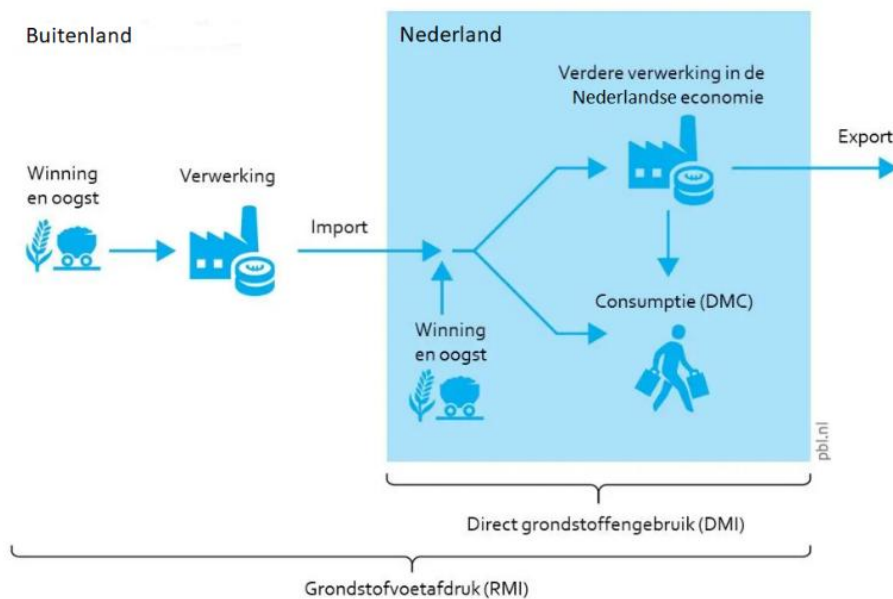 Buitenland
Nederland
Verdere verwerking in de
Nederlandse economie
Export
Winning
en oogst
Verwerking
Import
Consumptie (DMC)
Winning
en oogst
pbl.nl
Direct grondstoffengebruik (DMI)
Grondstofvoetafdruk (RMI)